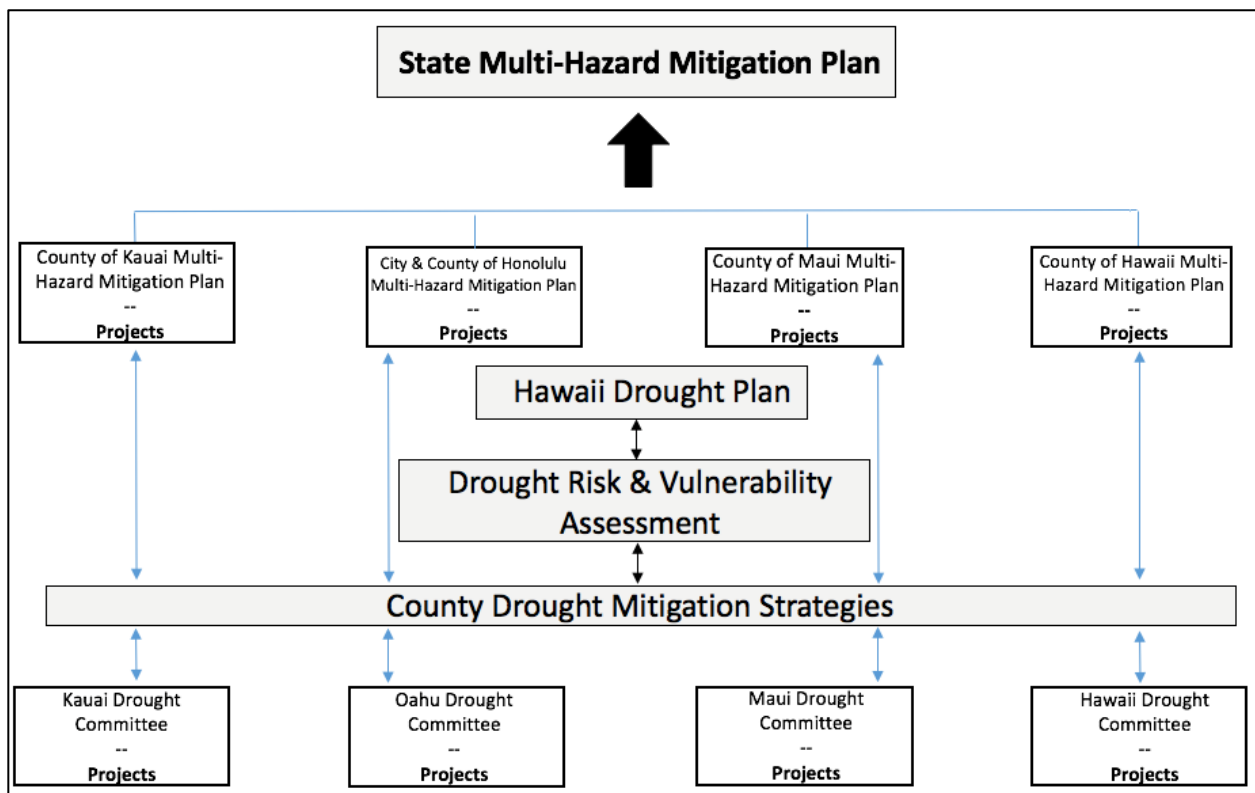 State Multi-Hazard Mitigation Plan
County of Kauai Multi-
Hazard Mitigation Plan
--
Projects
City & County of Honolulu
Multi-Hazard Mitigation Plan
--
Projects
County of Maui Multi-
Hazard Mitigation Plan
--
Projects
County of Hawaii Multi-
Hazard Mitigation Plan
--
Projects
Hawaii Drought Plan
Drought Risk & Vulnerability
Assessment
County Drought Mitigation Strategies
Kauai Drought
Committee
--
Projects
Oahu Drought
Committee
--
Projects
Maui Drought
Committee
--
Projects
Hawaii Drought
Committee
--
Projects